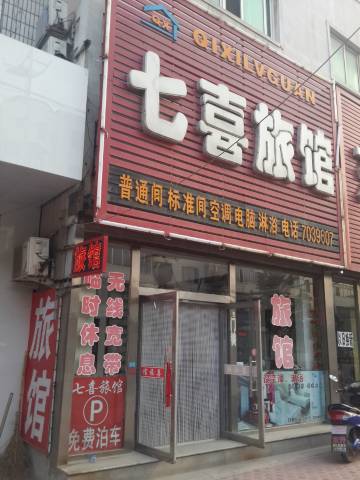 QX
QIXILVGUAN
七喜旅馆
普通间 标准间 空调 电脑 淋浴 电话 7039507
旅馆
临时休息
无线宽带
七喜旅馆
P
免费泊车
旅馆
旅馆